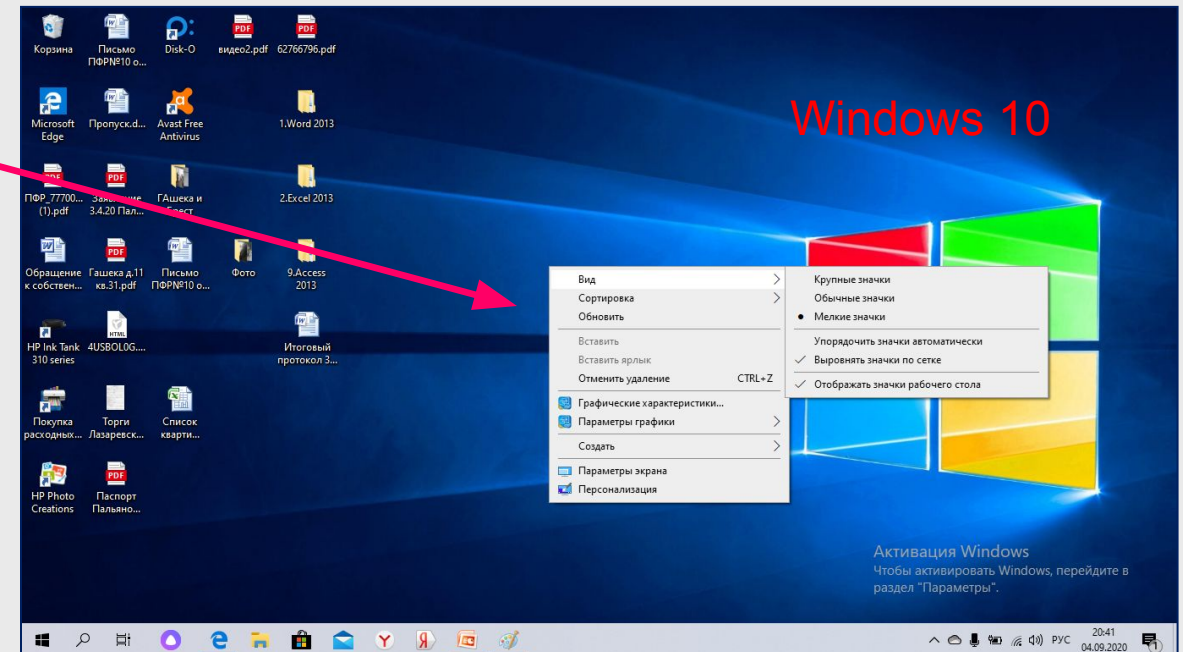 Корзина
Письмо
ПФРN°10 о...
Disk-O
видео2.pdf
62766796.pdf
Windows 10
Microsoft
Edge
Пропуск.d...
Avast Free
Antivirus
1.Word 2013
ПФР_77700...
(1).pdf
3.4.20 Пал...
ГАшека и
2.Excel 2013
Обращение
к собствен...
Гашека д.11
кв.31.pdf
Письмо
ПФРN°10 о...
Фото
9.Access
2013
HP Ink Tank
310 series
4USBOL0G....
Итоговый
протокол 3...
Покупка
расходных...
Торги
Лазаревск...
Список
кварти...
HP Photo
Creations
Паспорт
Пальяно...
Вид
Сортировка
Обновить
Вставить
Вставить ярлык
Отменить удаление CTRL+Z
Графические характеристики...
Параметры графики
Создать
Параметры экрана
Персонализация
Крупные значки
Обычные значки
Мелкие значки
Упорядочить значки автоматически
Выровнять значки по сетке
Отображать значки рабочего стола
Активация Windows
Чтобы активировать Windows, перейдите в
раздел "Параметры".
РУС
20:41
04.09.2020